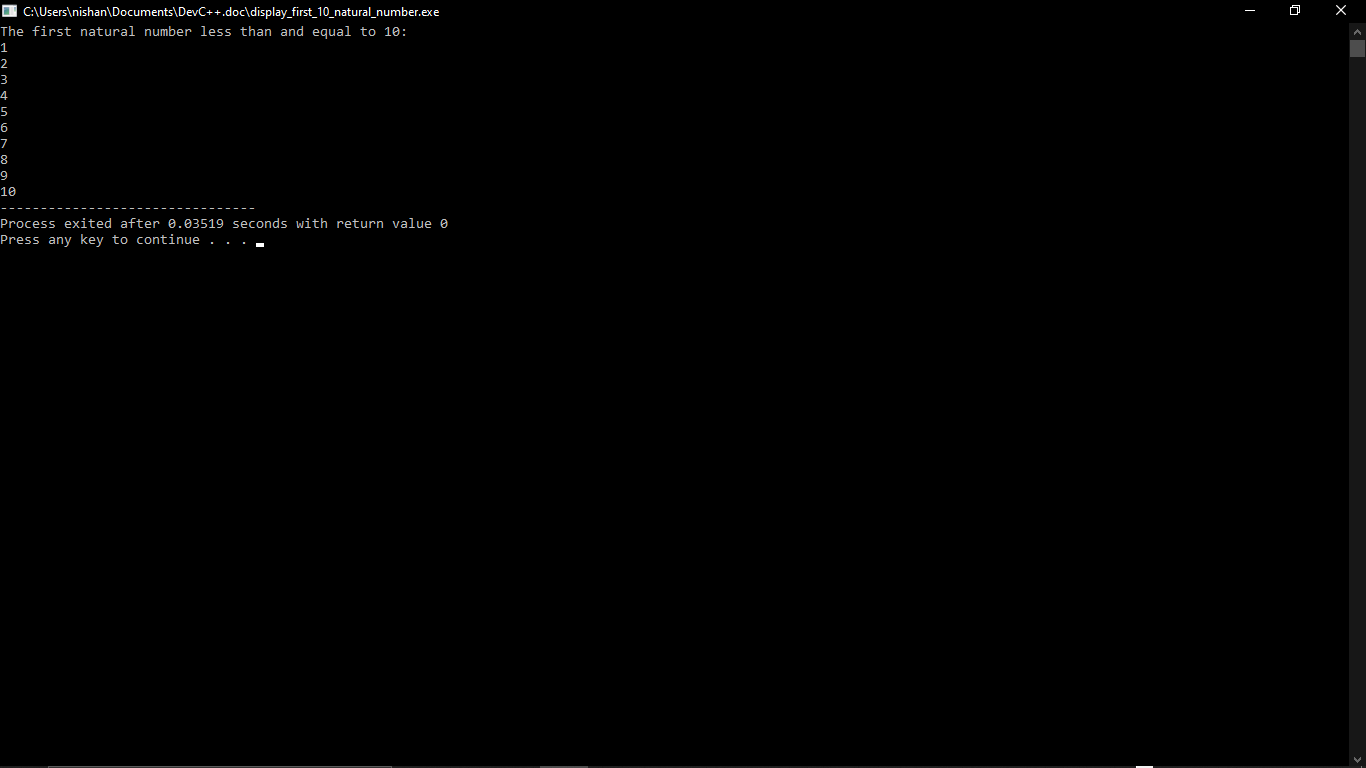 C:\Users\nishan\Documents\DevC++.doc\display_first_10_natural_number.exe
The first natural number less than and equal to 10:
1
2
3
4
5
6
7
8
9
10
--------------------------------
Process exited after 0.03519 seconds with return value 0
Press any key to continue . . .